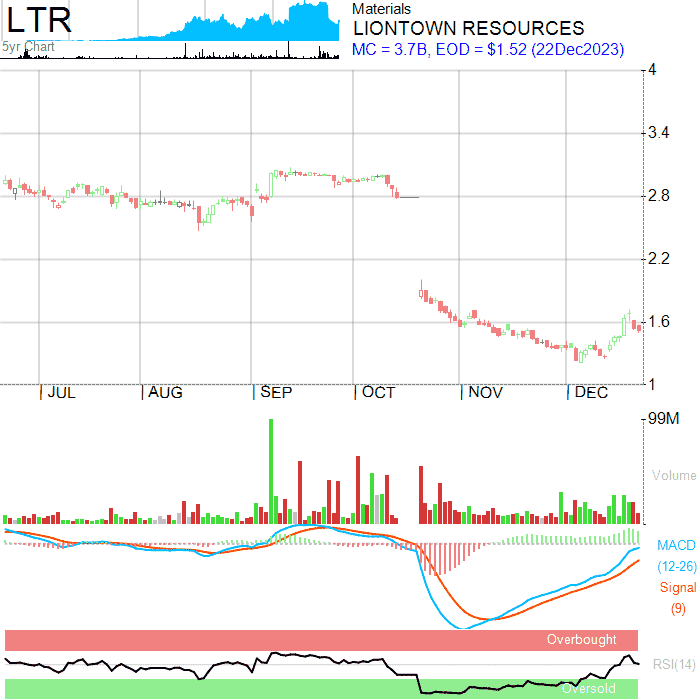 LTR
Materials
LIONTOWN RESOURCES
5yr Chart
MC = 3.7B, EOD = $1.52 (22Dec2023)
4
3.4
2.8
2.2
1.6
1
JUL AUG SEP OCT NOV DEC
99M
Volume
MACD
(12-26)
Signal
(9)
Overbought
RSI(14)
Oversold